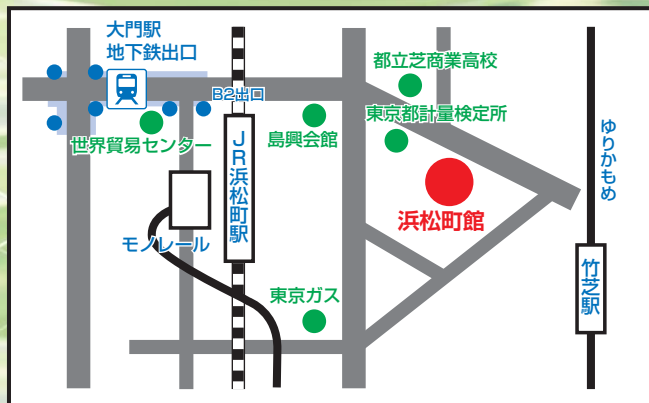 大門駅
地下鉄出口
B2出口
都立芝商業高校
東京都計量検定所
島興会館
世界貿易センター
JR浜松町駅
ゆりかもめ
浜松町館
モノレール
竹芝駅
東京ガス